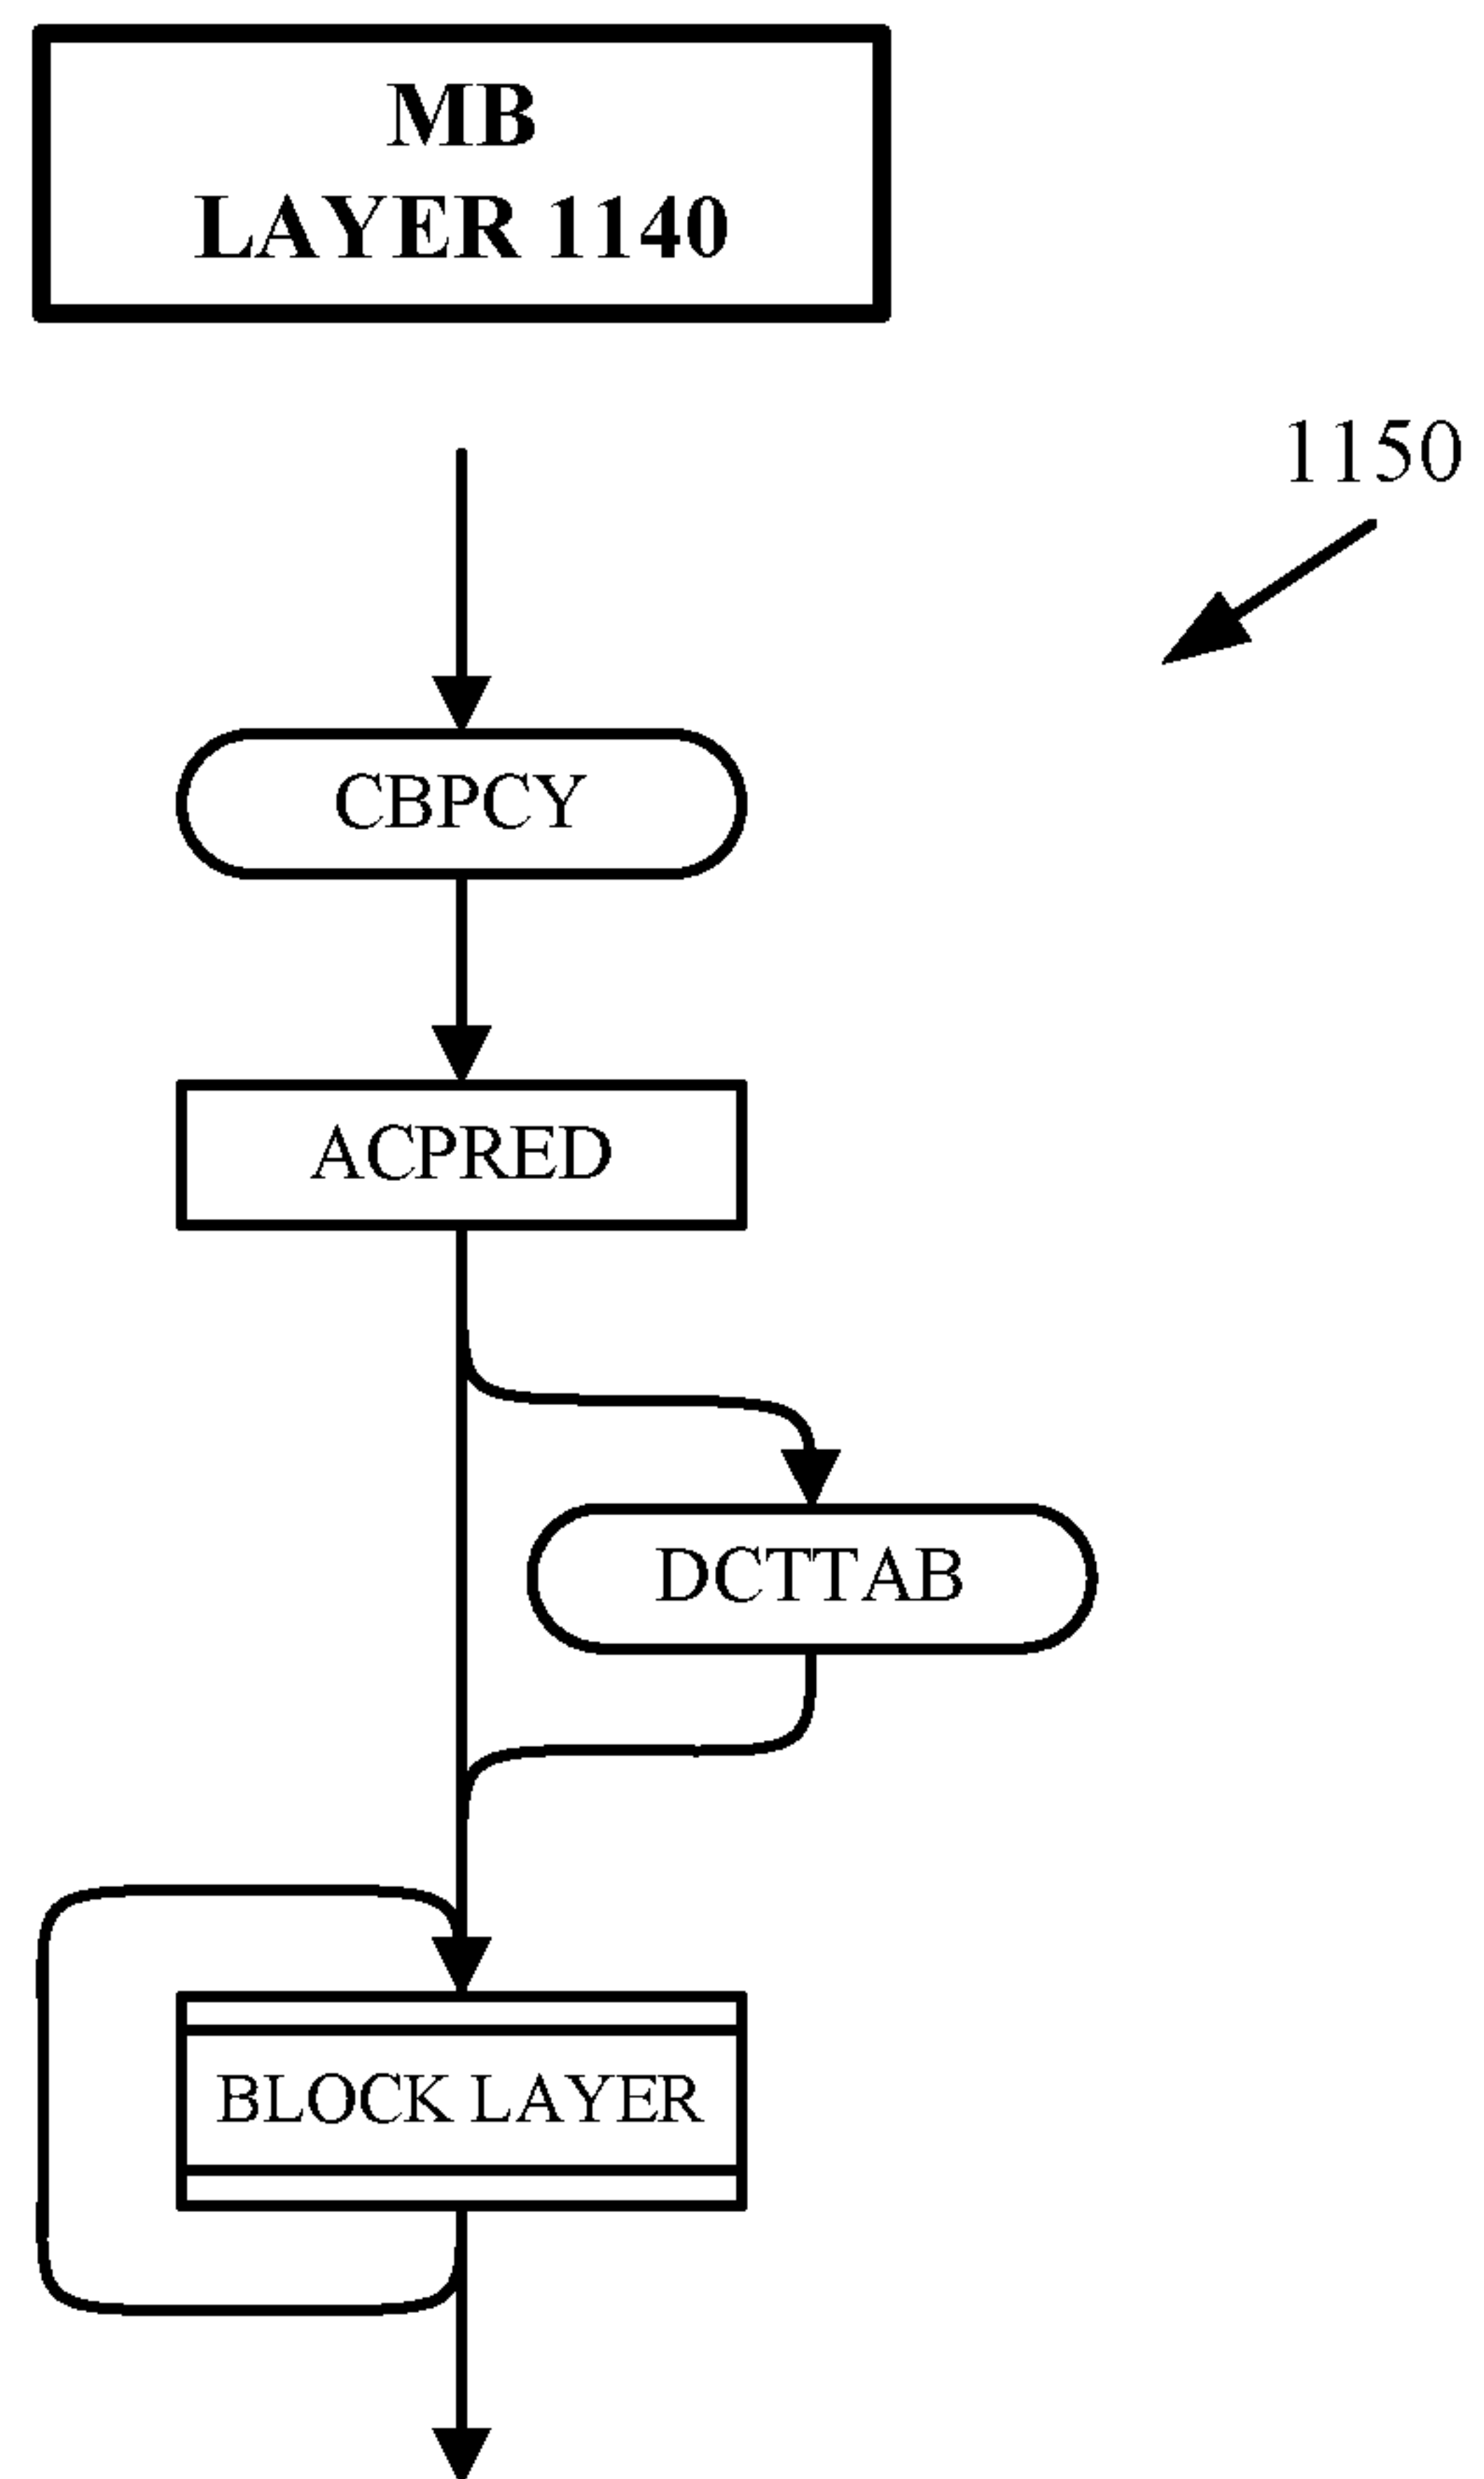 MB
LAYER 1140
1150
CBPCY
ACPRED
DCTTAB
BLOCK LAYER